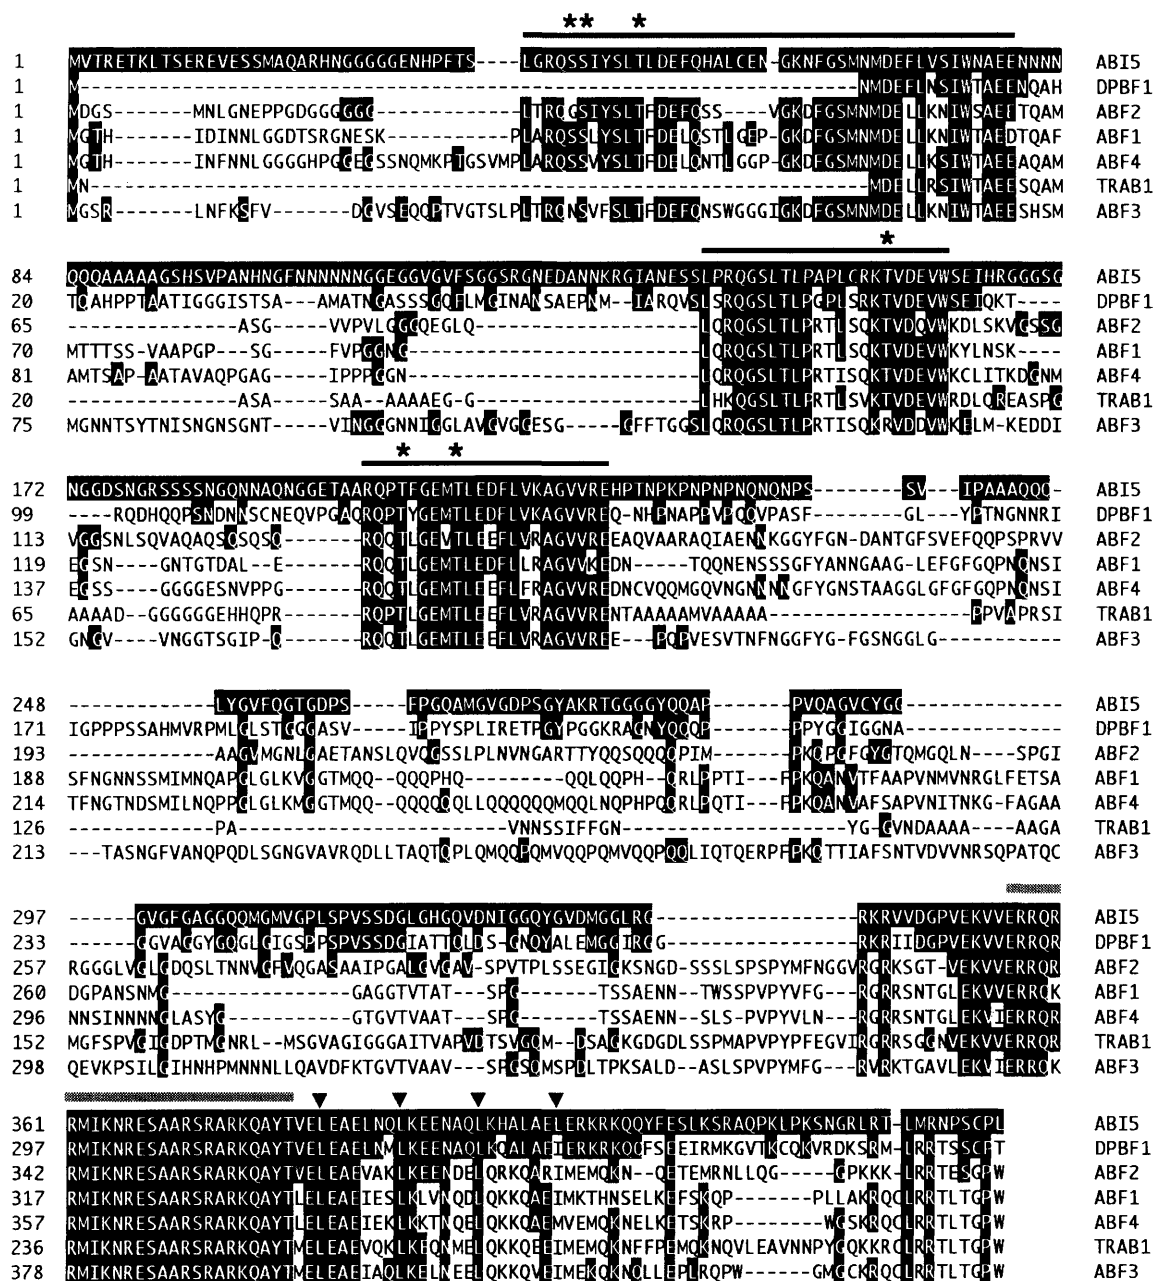 ** *
1 MVTRETKLTSEREVESSMAQARHNGGGGGENHPFTS----LGRQSSIYSLTLDEFQHALCEN-GKNFGSMNMDEFLVSIWNAEENNNN ABI5
1 M------------------------------------------------------------------NMDEFLNSIWTAEENQAH DPBF1
1 MDGS-------MNLGNEPPGDGGGGGG-------------LTRQGSIYSLTFDEFQSS----VGKDFGSMNMDELLKNIWSAEETQAM ABF2
1 MGTH-------IDINNLGGDTSRGNESK------------PLARQSSLYSLTFDELQSTLGEP-GKDFGSMNMDELLKNIWTAEDTQAF ABF1
1 MGTH-------INFNNLGGGGHPGGEGSSNQMKPTGSVMPLARQSSVYSLTFDELQNTLGGP-GKDFGSMNMDELLKNIWTAEEAQAM ABF4
1 MN-------------------------------------------------------------------MDELLRSIWTAEESQAM TRAB1
1 MGSR-------LNFKSFV-------DGVSEQQPTVGTSLPLTRQNSVFSLTFDEFQNSWGGGIGKDFGSMNMDELLKNIWTAEESHSM ABF3
*
84 QQQAAAAAGSHSVPANHNGFNNNNNNGGEGGVGVFSGGSRGNEDANNKRGIANESSLPRQGSLTLPAPLCRKTVDEVWSEIHRGGGSG ABI5
20 TQAHPPTAATIGGGISTSA---AMATNGASSSGQFLMGINANSAEPNM--IARQVSLSRQGSLTLPGPLSRKTVDEVWSEIQKT---- DPBF1
65 ---------------ASG-----VVPVLGGGQEGLQ--------------------LQRQGSLTLPRTLSQKTVDQVWKDLSKVGSSG ABF2
70 MTTTSS-VAAPGP---SG----FVPGGNG--------------------------LQRQGSLTLPRTLSQKTVDEVWKYLNSK---- ABF1
81 AMTSAP-AATAVAQPGAG----IPPPGGN--------------------------LQRQGSLTLPRTISQKTVDEVWKCLITKDGNM ABF4
20 ---------------ASA----SAA--AAAAEG-G--------------------LHKQGSLTLPRTLSVKTVDEVWRDLQREASPG TRAB1
75 MGNNTSYTNISNGNSGNT----VINGGGNNIGGLAVGVGGESG-----GFFTGGSLQRQGSLTLPRTISQKRVDDVWKELM-KEDDI ABF3
* *
172 NGGDSNGRSSSSNGQNNAQNGGETAARQPTFGEMTLEDFLVKAGVVREHPTNPKPNPNPNQNQNPS--------SV---IPAAAQQQ- ABI5
99 ----RQDHQQPSNDNNSCNEQVPGAQRQPTYGEMTLEDFLVKAGVVREQ-NHPNAPPVPQQVPASF-------GL---YPTNGNNRI DPBF1
113 VGGSNLSQVAQAQSQSQSQ-------RQQTLGEVTLEEFLVRAGVVREEAQVAARAQIAENNKGGYFGN-DANTGFSVEFQQPSPRVV ABF2
119 EGSN----GNTGTDAL--E-------RQQTLGEMTLEDFLLRAGVVKEDN-----TQQNENSSSGFYANNGAAG-LEFGFGQPNQNSI ABF1
137 EGSS----GGGGESNVPPG-------RQQTLGEMTLEEFLFRAGVVREDNCVQQMGQVNGNNNNGFYGNSTAAGGLGFGFGQPNQNSI ABF4
65 AAAAD--GGGGGGEHHQPR-------RQPTLGEMTLEEFLVRAGVVRENTAAAAAMVAAAAA------------------PPVAPRSI TRAB1
152 GNGV----VNGGTSGIP-Q-------RQQTLGEMTLEEFLVRAGVVREE---PQPVESVTNFNGGFYG-FGSNGGLG----------- ABF3
248 -------------LYGVFQGTGDPS-----FPGQAMGVGDPSGYAKRTGGGGYQQAP-------PVQAGVCYGG-------------- ABI5
171 IGPPPSSAHMVRPMLGLSTGGGASV-----TPPYSPLIRETPGYPGGKRAGNYQQQP-------PPYGGIGGNA-------------- DPBF1
193 -------------AAGVMGNLGAETANSLQVQGSSLPLNVNGARTTYQQSQQQQPIM-------PKQPGFGYGTQMGQLN----SPGI ABF2
188 SFNGNNSSMIMNQAPGLGLKVGGTMQQ--QQQPHQ---------QQLQQPH--QRLPPTI---FPKQANVTFAAPVNMVNRGLFETSA ABF1
214 TFNGTNDSMILNQPPGLGLKMGGTMQQ--QQQQQQLLQQQQQQMQQLNQPHPQQRLPQTI---FPKQANVAFSAPVNITNKG-FAGAA ABF4
126 -------------PA------------------------VNNSSIFFGN--------------------YG-GVNDAAAA---AAGA TRAB1
213 ---TASNGFVANQPQDLSGNGVAVRQDLLTAQTQPLQMQQPQMVQQPQMVQQPQQLIQTQERPFPKQTTIAFSNTVDVVNRSQPATQC ABF3
297 ------GVGFGAGGQQMGMVGPLSPVSSDGLGHGQVDNIGGQYGVDMGGLRG------------------RKRVVDGPVEKVVERRQR ABI5
233 ------GGVAGGYGQGLGIGSPPSPVSSDGIATTQLDS-GNQYALEMGGIRGG-----------------RKRIIDGPVEKVVERRQR DPBF1
257 RGGGLVGLGDQSLTNNVGFVQGASAAIPGALGVGAV-SPVTPLSSEGIGKSNGD-SSSLSPSPYMFNGGVRGRKSGT-VEKVVERRQR ABF2
260 DGPANSNMG----------------GAGGTVTAT---SPG-------TSSAENN--TWSSPVPYVFG---RGRRSNTGLEKVVERRQK ABF1
296 NNSINNNNGLASYG-----------GTGVTVAAT---SPG-------TSSAENN--SLS-PVPYVLN---RGRRSNTGLEKVIERRQR ABF4
152 MGFSPVGIGDPTMGNRL--MSGVAGIGGGAITVAPVDTSVGQM--DSAGKGDGDLSSPMAPVPYPFEGVIRGRRSGGNVEKVVERRQR TRAB1
298 QEVKPSILGIHNHPMNNNLLQAVDFKTGVTVAAV---SPGSQMSPDLTPKSALD--ASLSPVPYMFG---RVRKTGAVLEKVIERRQK ABF3
361 RMIKNRESAARSRARKQAYTVELEAELNQLKEENAQLKHALAELERKRKQQYFESLKSRAQPKLPKSNGRLRT-LMRNPSCPL ABI5
297 RMIKNRESAARSRARKQAYTVELEAELNMLKEENAQLKQALAEIERKRKQQFSEEIRMKGVTKCQKVRDKSRM-LRRTSSCPT DPBF1
342 RMIKNRESAARSRARKQAYTVELEAEVAKLKEENDELQRKQARIMEMQKN--QETEMRNLLQG-----GPKKK-LRRTESGPW ABF2
317 RMIKNRESAARSRARKQAYTLELEAEIESLKLVNQDLQKKQAEIMKTHNSELKEFSKQP-------PLLAKRQCLRRTLTGPW ABF1
357 RMIKNRESAARSRARKQAYTLELEAEIEKLKKTNQELQKKQAEMVEMQKNELKETSKRP--------WGSKRQCLRRTLTGPW ABF4
236 RMIKNRESAARSRARKQAYTMELEAEVQKLKEQNMELQKKQEEIMEMQKNFFPEMQKNQVLEAVNNPYGQKKRCLRRTLTGPW TRAB1
378 RMIKNRESAARSRARKQAYTMELEAEIAQLKELNEELQKKQVEIMEKQKNQLLEPLRQPW------GMGCKRQCLRRTLTGPW ABF3